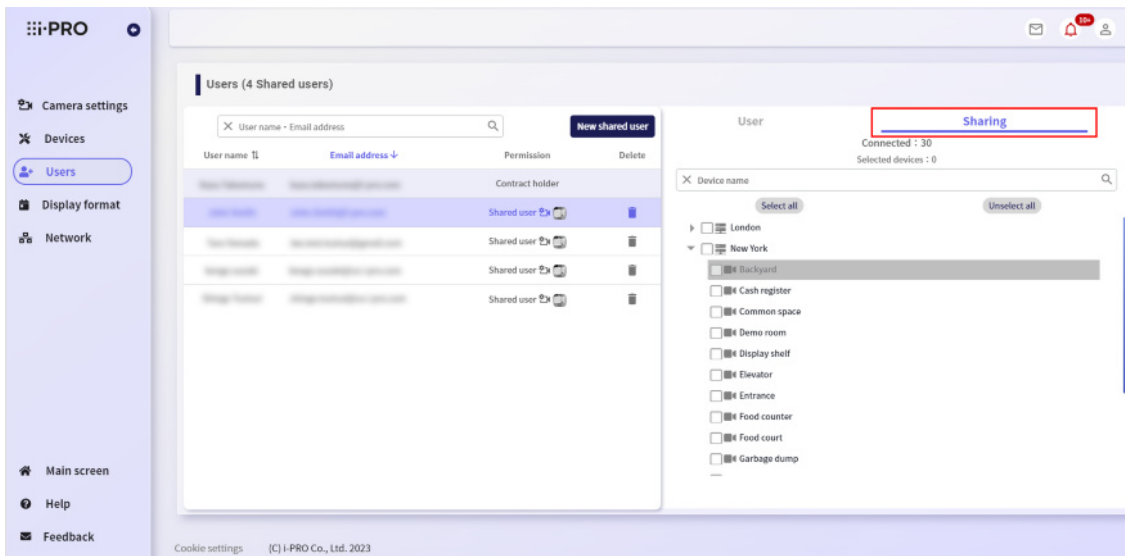 i-PRO
10+
Camera settings
Devices
Users
Display format
Network
Main screen
Help
Feedback
Users (4 Shared users)
User name・Email address
New shared user
User name
Email address
Permission
Delete
Contract holder
Shared user
Shared user
Shared user
Shared user
User
Sharing
Connected : 30
Selected devices : 0
Device name
Select all
Unselect all
London
New York
Backyard
Cash register
Common space
Demo room
Display shelf
Elevator
Entrance
Food counter
Food court
Garbage dump
Cookie settings
(C) i-PRO Co., Ltd. 2023